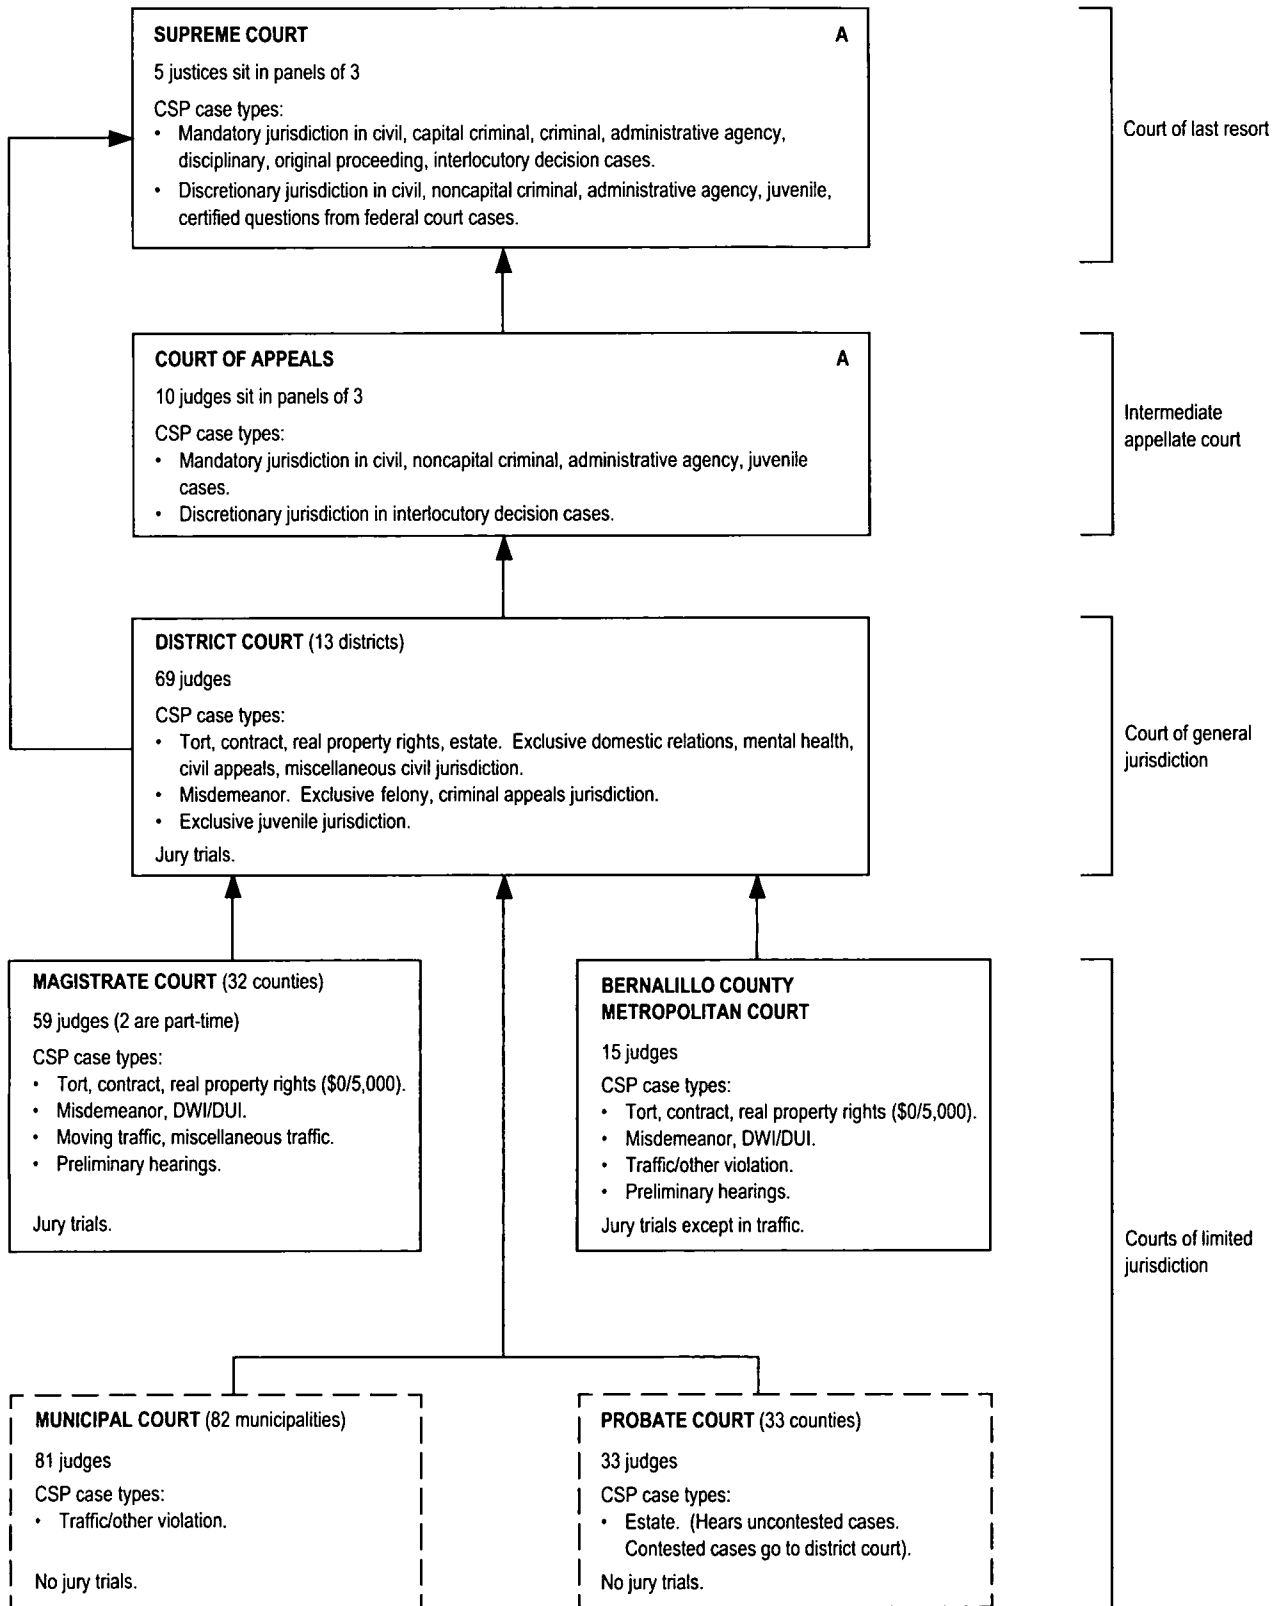 SUPREME COURT A
5 justices sit in panels of 3
CSP case types:
• Mandatory jurisdiction in civil, capital criminal, criminal, administrative agency,
disciplinary, original proceeding, interlocutory decision cases.
• Discretionary jurisdiction in civil, noncapital criminal, administrative agency, juvenile,
certified questions from federal court cases.
Court of last resort
COURT OF APPEALS A
10 judges sit in panels of 3
CSP case types:
• Mandatory jurisdiction in civil, noncapital criminal, administrative agency, juvenile
cases.
• Discretionary jurisdiction in interlocutory decision cases.
Intermediate
appellate court
DISTRICT COURT (13 districts)
69 judges
CSP case types:
• Tort, contract, real property rights, estate. Exclusive domestic relations, mental health,
civil appeals, miscellaneous civil jurisdiction.
• Misdemeanor. Exclusive felony, criminal appeals jurisdiction.
• Exclusive juvenile jurisdiction.
Jury trials.
Court of general
jurisdiction
MAGISTRATE COURT (32 counties)
59 judges (2 are part-time)
CSP case types:
• Tort, contract, real property rights ($0/5,000).
• Misdemeanor, DWI/DUI.
• Moving traffic, miscellaneous traffic.
• Preliminary hearings.
Jury trials.
BERNALILLO COUNTY
METROPOLITAN COURT
15 judges
CSP case types:
• Tort, contract, real property rights ($0/5,000).
• Misdemeanor, DWI/DUI.
• Traffic/other violation.
• Preliminary hearings.
Jury trials except in traffic.
Courts of limited
jurisdiction
MUNICIPAL COURT (82 municipalities)
81 judges
CSP case types:
• Traffic/other violation.
No jury trials.
PROBATE COURT (33 counties)
33 judges
CSP case types:
• Estate. (Hears uncontested cases.
Contested cases go to district court).
No jury trials.